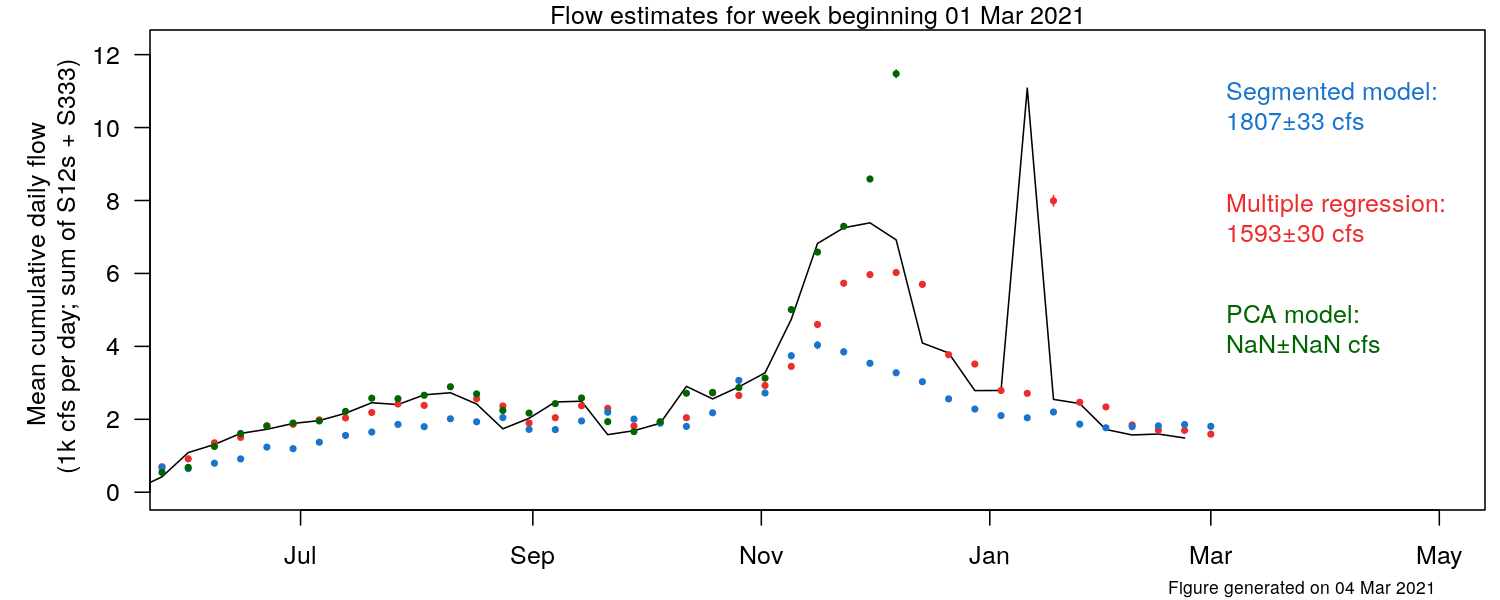 Flow estimates for week beginning 01 Mar 2021
Mean cumulative daily flow
(1k cfs per day; sum of S12s + S333)
12
10
8
6
4
2
0
Segmented model:
1807±33 cfs
Multiple regression:
1593±30 cfs
PCA model:
NaN±NaN cfs
Jul
Sep
Nov
Jan
Mar
May
Figure generated on 04 Mar 2021